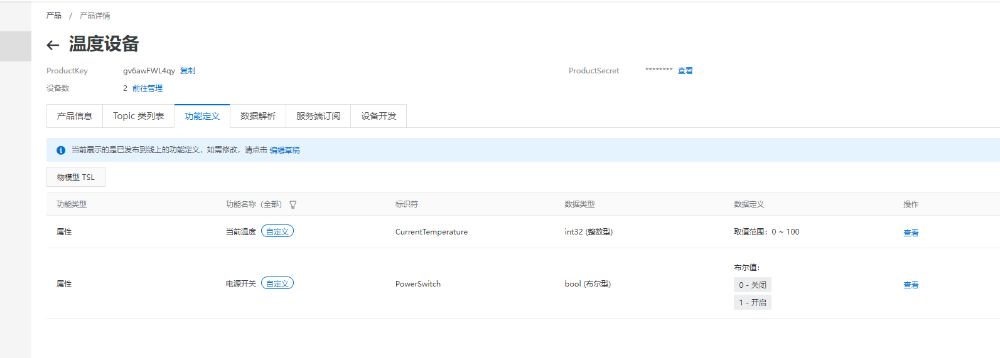 产品 / 产品详情
← 温度设备
ProductKey gv6awFWL4qy 复制 ProductSecret ******** 查看
设备数 2 前往管理
产品信息 Topic 类列表 功能定义 数据解析 服务端订阅 设备开发
当前展示的是已发布到线上的功能定义，如需修改，请点击 编辑草稿
物模型 TSL
功能类型 功能名称（全部） 标识符 数据类型 数据定义 操作
属性 当前温度 自定义 CurrentTemperature int32 (整数型) 取值范围：0 ~ 100 查看
属性 电源开关 自定义 PowerSwitch bool (布尔型) 布尔值： 查看
0 - 关闭
1 - 开启